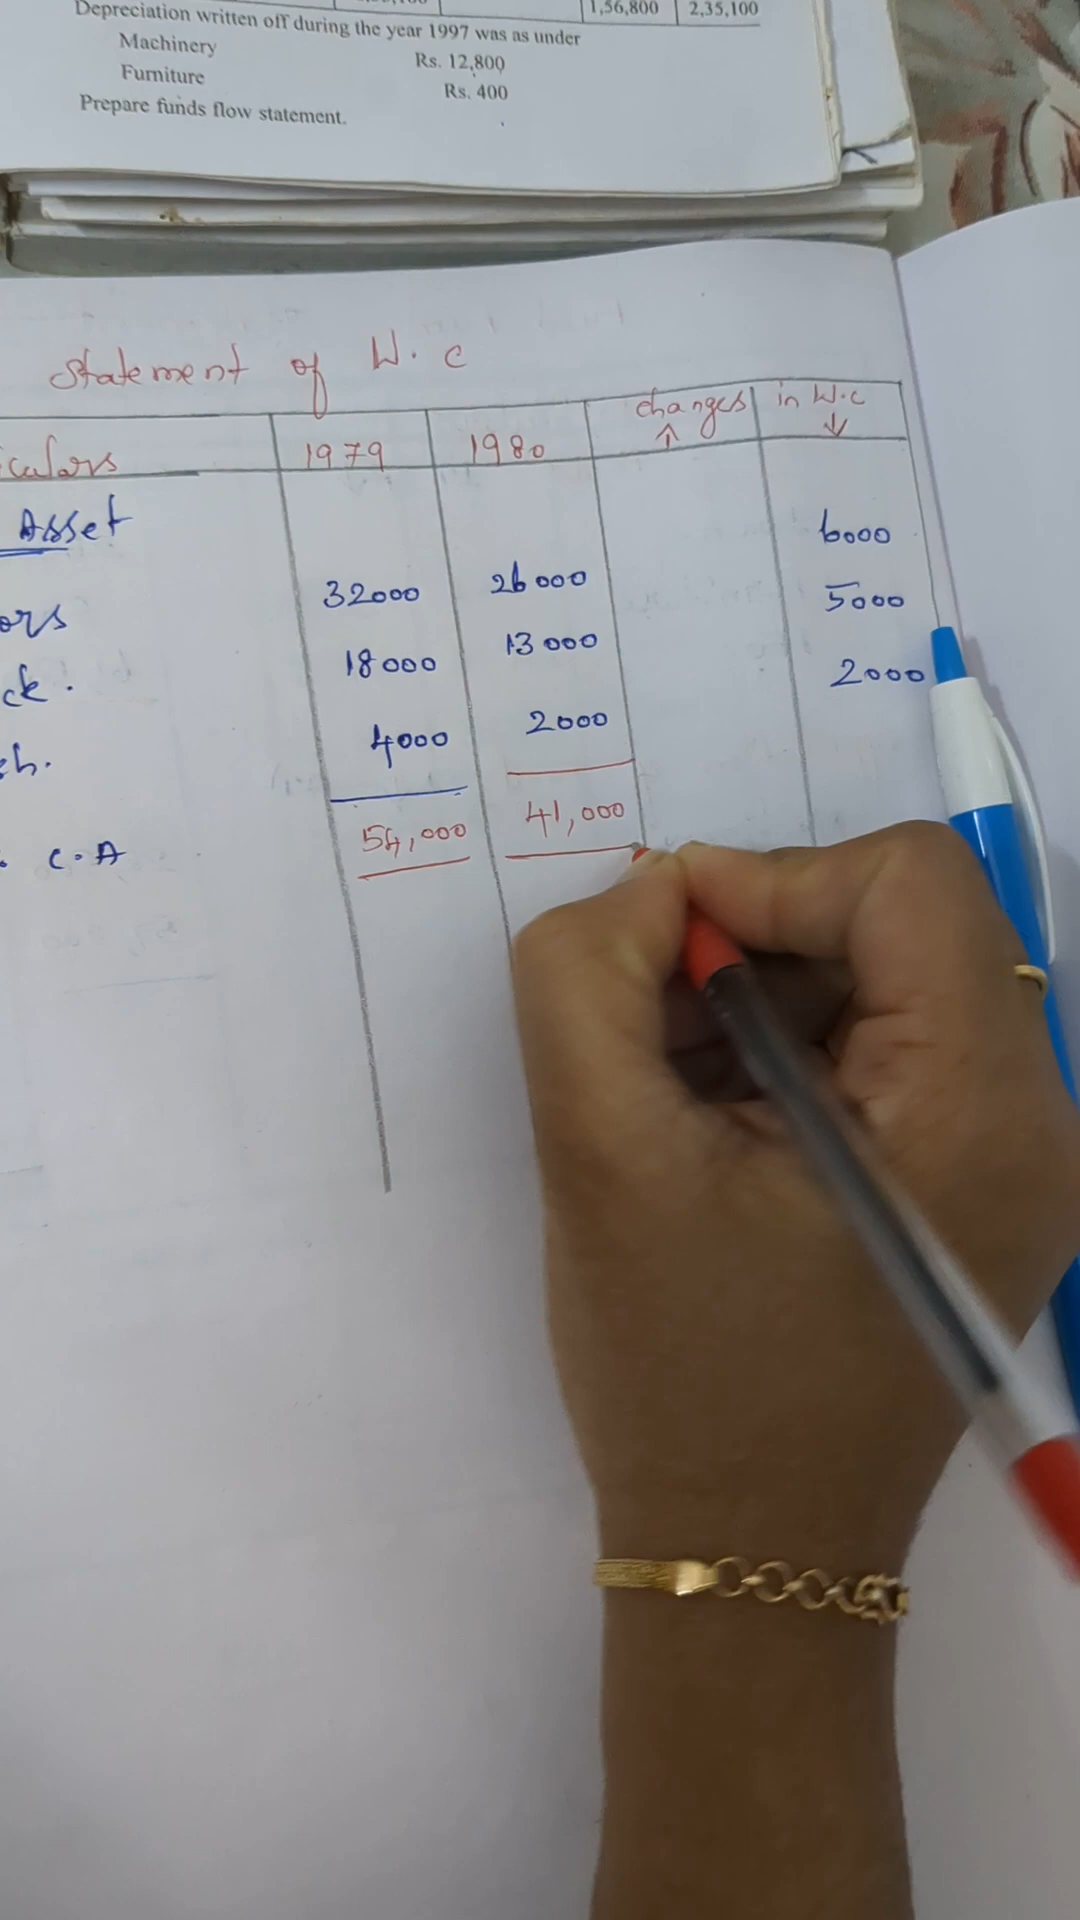 1,56,800 2,35,100
Depreciation written off during the year 1997 was as under
Machinery Rs. 12,800
Furniture Rs. 400
Prepare funds flow statement.
Statement of W.C
culars 1979 1980 changes in W.C
↑ ↓
Asset
ors 32000 26000 6000
ck. 18000 13000 5000
sh. 4000 2000 2000
C.A 54,000 41,000